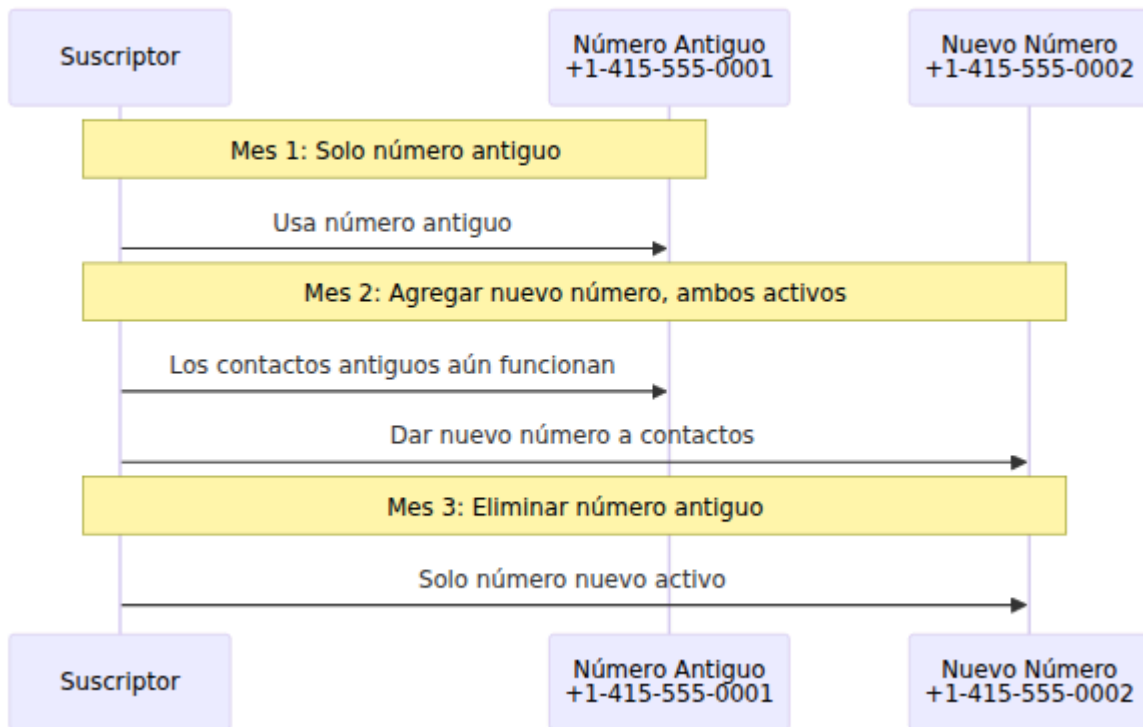 Suscriptor
Número Antiguo
+1-415-555-0001
Nuevo Número
+1-415-555-0002
Mes 1: Solo número antiguo
Usa número antiguo
Mes 2: Agregar nuevo número, ambos activos
Los contactos antiguos aún funcionan
Dar nuevo número a contactos
Mes 3: Eliminar número antiguo
Solo número nuevo activo
Suscriptor
Número Antiguo
+1-415-555-0001
Nuevo Número
+1-415-555-0002